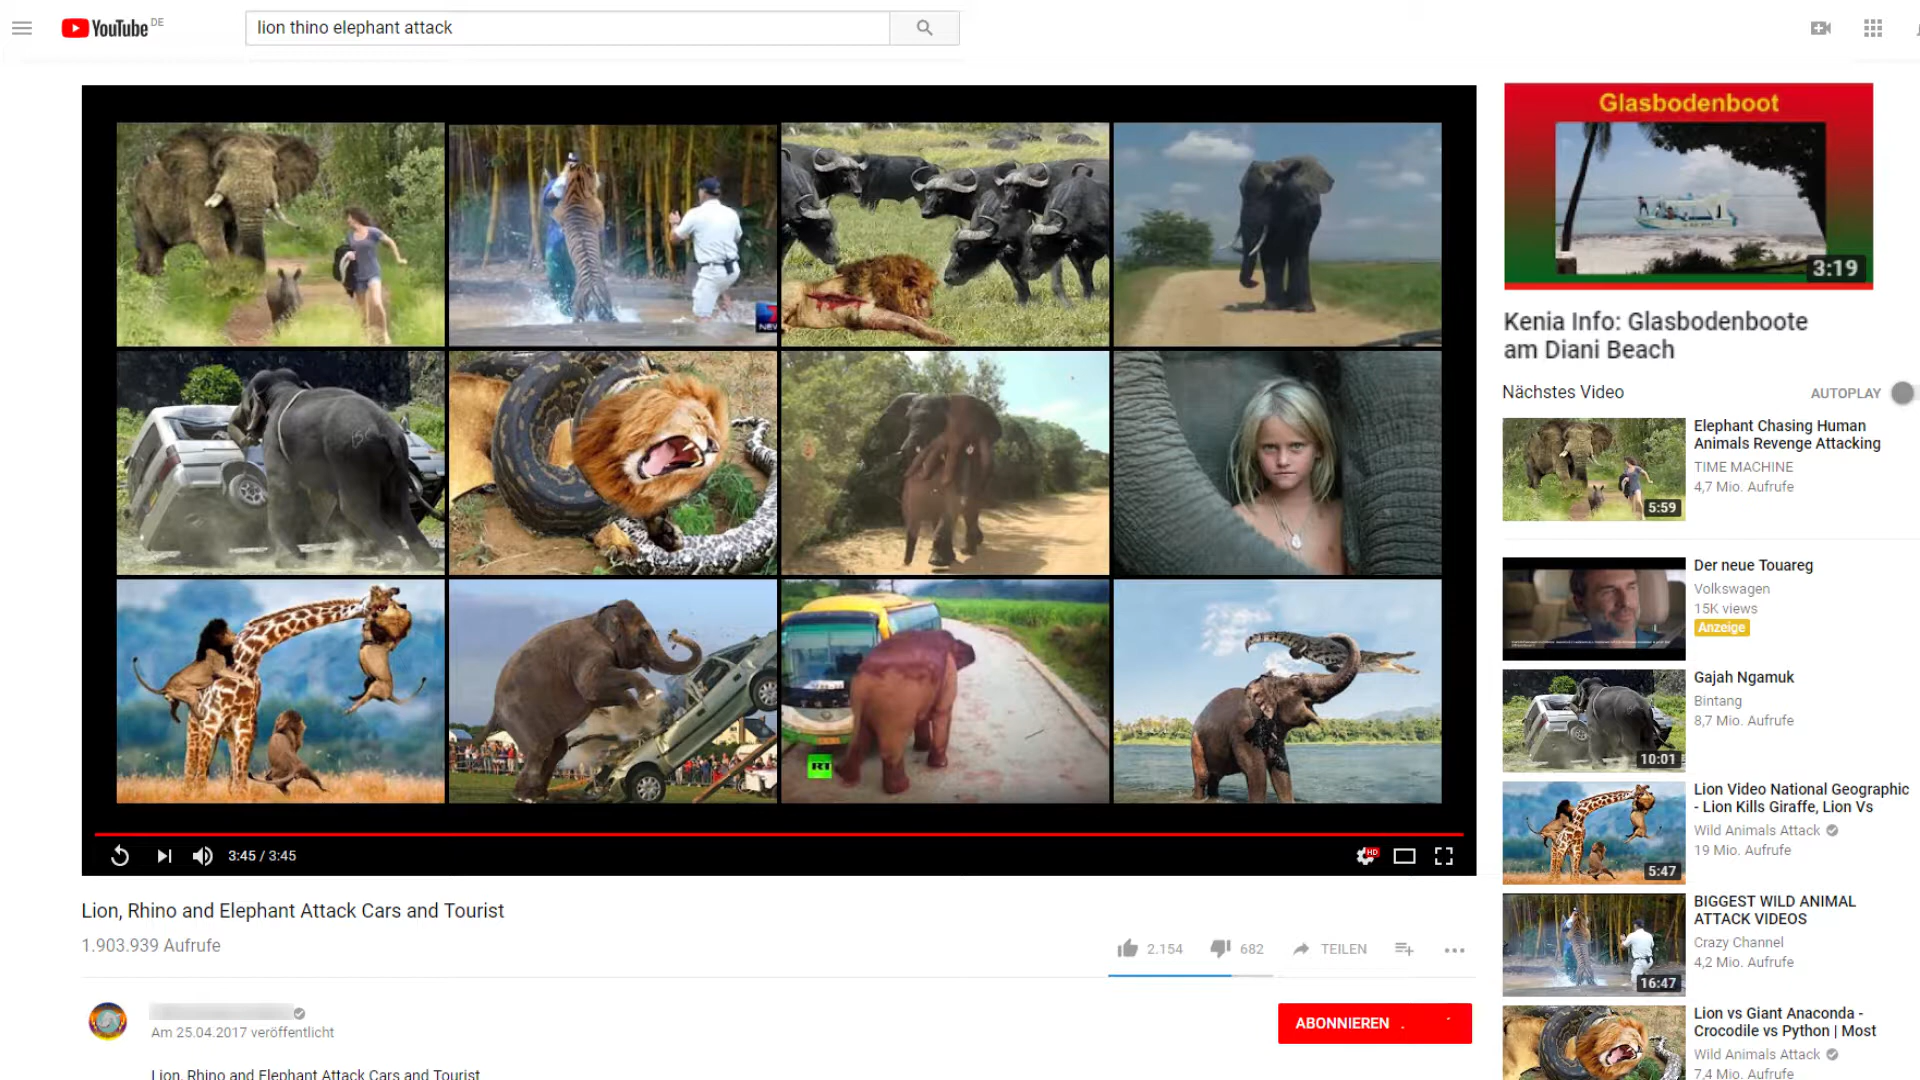 YouTube DE
lion thino elephant attack
Glasbodenboot
3:19
Kenia Info: Glasbodenboote
am Diani Beach
Nächstes Video
AUTOPLAY
Elephant Chasing Human
Animals Revenge Attacking
TIME MACHINE
4,7 Mio. Aufrufe
5:59
Der neue Touareg
Volkswagen
15K views
Anzeige
Gajah Ngamuk
Bintang
8,7 Mio. Aufrufe
10:01
Lion Video National Geographic
- Lion Kills Giraffe, Lion Vs
Wild Animals Attack
19 Mio. Aufrufe
5:47
BIGGEST WILD ANIMAL
ATTACK VIDEOS
Crazy Channel
4,2 Mio. Aufrufe
16:47
Lion vs Giant Anaconda -
Crocodile vs Python | Most
Wild Animals Attack
7,4 Mio. Aufrufe
7
NEW
150
RT
3:45 / 3:45
HD
Lion, Rhino and Elephant Attack Cars and Tourist
1.903.939 Aufrufe
2.154
682
TEILEN
Am 25.04.2017 veröffentlicht
ABONNIEREN
Lion, Rhino and Elephant Attack Cars and Tourist